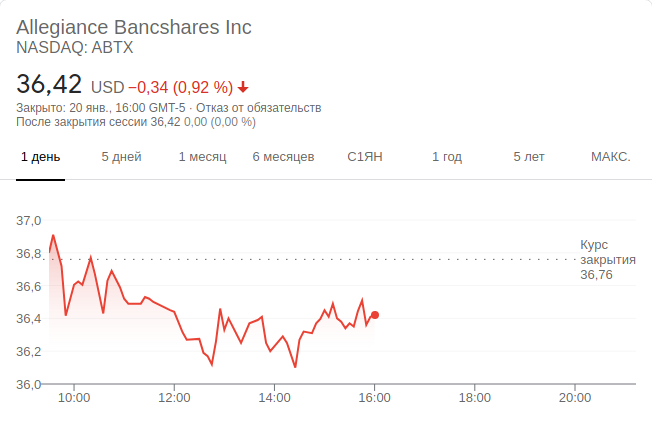 Allegiance Bancshares Inc
NASDAQ: ABTX
36,42 USD −0,34 (0,92 %)
Закрыто: 20 янв., 16:00 GMT-5 · Отказ от обязательств
После закрытия сессии 36,42 0,00 (0,00 %)
1 день 5 дней 1 месяц 6 месяцев С1ЯН 1 год 5 лет МАКС.
37,0
36,8
36,6
36,4
36,2
36,0
Курс
закрытия
36,76
10:00 12:00 14:00 16:00 18:00 20:00